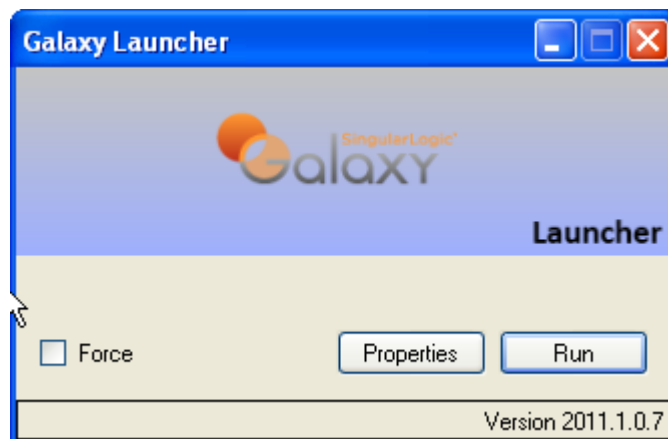 Galaxy Launcher
SingularLogic®
Galaxy
Launcher
Force
Properties
Run
Version 2011.1.0.7